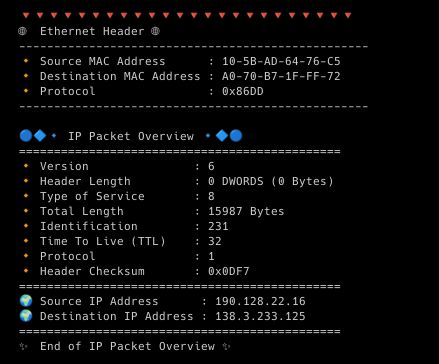 🔻🔻🔻🔻🔻🔻🔻🔻🔻🔻🔻🔻🔻🔻🔻🔻🔻🔻🔻🔻🔻
🌐 Ethernet Header 🌐
-----------------------------------------------------
🔸 Source MAC Address : 10-5B-AD-64-76-C5
🔸 Destination MAC Address : A0-70-B7-1F-FF-72
🔸 Protocol : 0x86DD
-----------------------------------------------------
🔵🔷🔹 IP Packet Overview 🔹🔷🔵
=================================================
🔸 Version : 6
🔸 Header Length : 0 DWORDS (0 Bytes)
🔸 Type of Service : 8
🔸 Total Length : 15987 Bytes
🔸 Identification : 231
🔸 Time To Live (TTL) : 32
🔸 Protocol : 1
🔸 Header Checksum : 0x0DF7
=================================================
🌍 Source IP Address : 190.128.22.16
🌍 Destination IP Address : 138.3.233.125
=================================================
✨ End of IP Packet Overview ✨